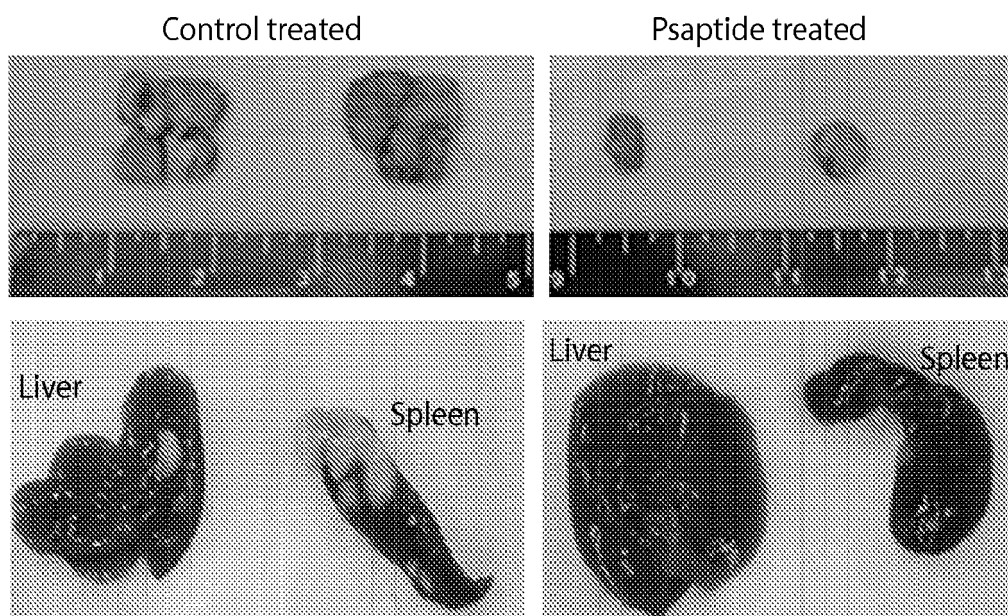 Control treated
Psaptide treated
Liver
Spleen
Liver
Spleen